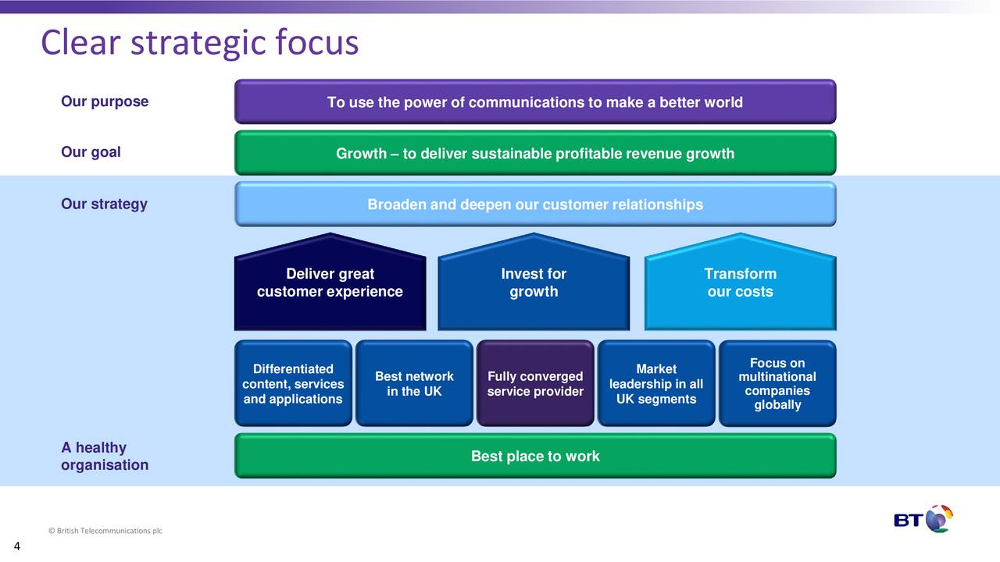 Clear strategic focus
Our purpose
To use the power of communications to make a better world
Our goal
Growth – to deliver sustainable profitable revenue growth
Our strategy
Broaden and deepen our customer relationships
Deliver great
customer experience
Invest for
growth
Transform
our costs
Differentiated
content, services
and applications
Best network
in the UK
Fully converged
service provider
Market
leadership in all
UK segments
Focus on
multinational
companies
globally
A healthy
organisation
Best place to work
© British Telecommunications plc
BT
4